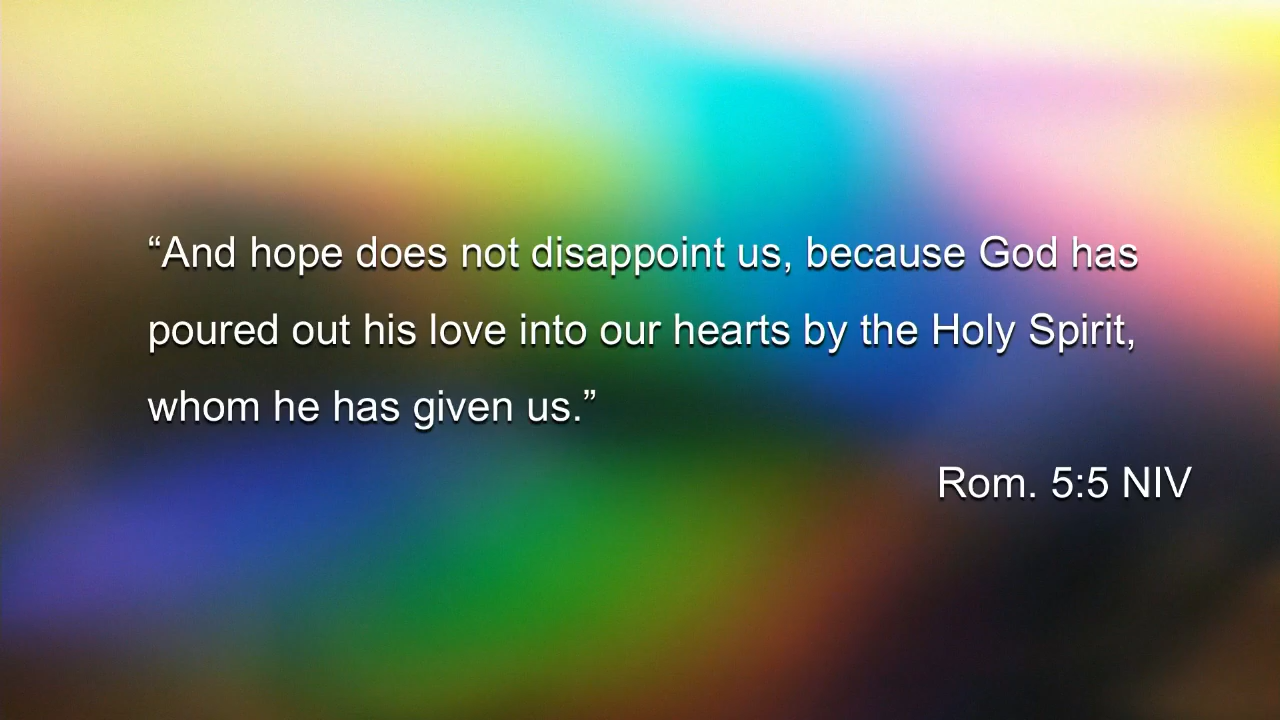 “And hope does not disappoint us, because God has
poured out his love into our hearts by the Holy Spirit,
whom he has given us.”
Rom. 5:5 NIV